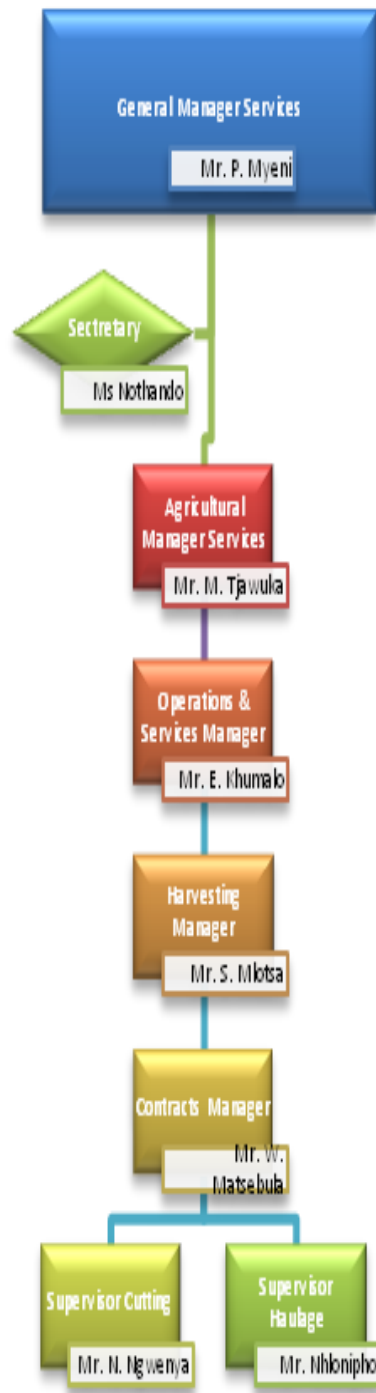 General Manager Services
Mr. P. Myeni
Sectretary
Ms Nothando
Agricultural
Manager Services
Mr. M. Tjawuka
Operations &
Services Manager
Mr. E. Khumalo
Harvesting
Manager
Mr. S. Mlotsa
Contracts Manager
Mr. W.
Matsebula
Supervisor Cutting
Mr. N. Ngwenya
Supervisor
Haulage
Mr. Nhlonipho